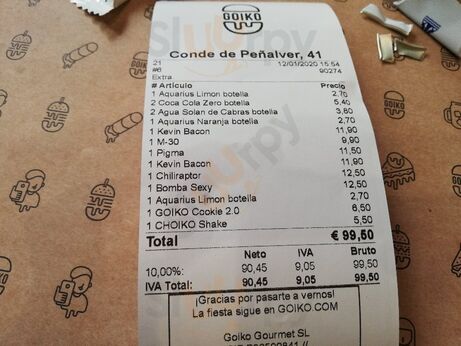 GOIKO
Conde de Peñalver, 41
21 12/01/2020 15:54
#6 90274
Extra
# Artículo Precio
1 Aquarius Limon botella 2,70
2 Coca Cola Zero botella 5,40
2 Agua Solan de Cabras botella 3,80
1 Aquarius Naranja botella 2,70
1 Kevin Bacon 11,90
1 M-30 9,90
1 Pigma 11,50
1 Kevin Bacon 11,90
1 Chiliraptor 12,50
1 Bomba Sexy 12,50
1 Aquarius Limon botella 2,70
1 GOIKO Cookie 2.0 6,50
1 CHOIKO Shake 5,50
Total € 99,50
Neto IVA Bruto
10,00%: 90,45 9,05 99,50
IVA Total: 90,45 9,05 99,50
¡Gracias por pasarte a vernos!
La fiesta sigue en GOIKO.COM
Goiko Gourmet SL